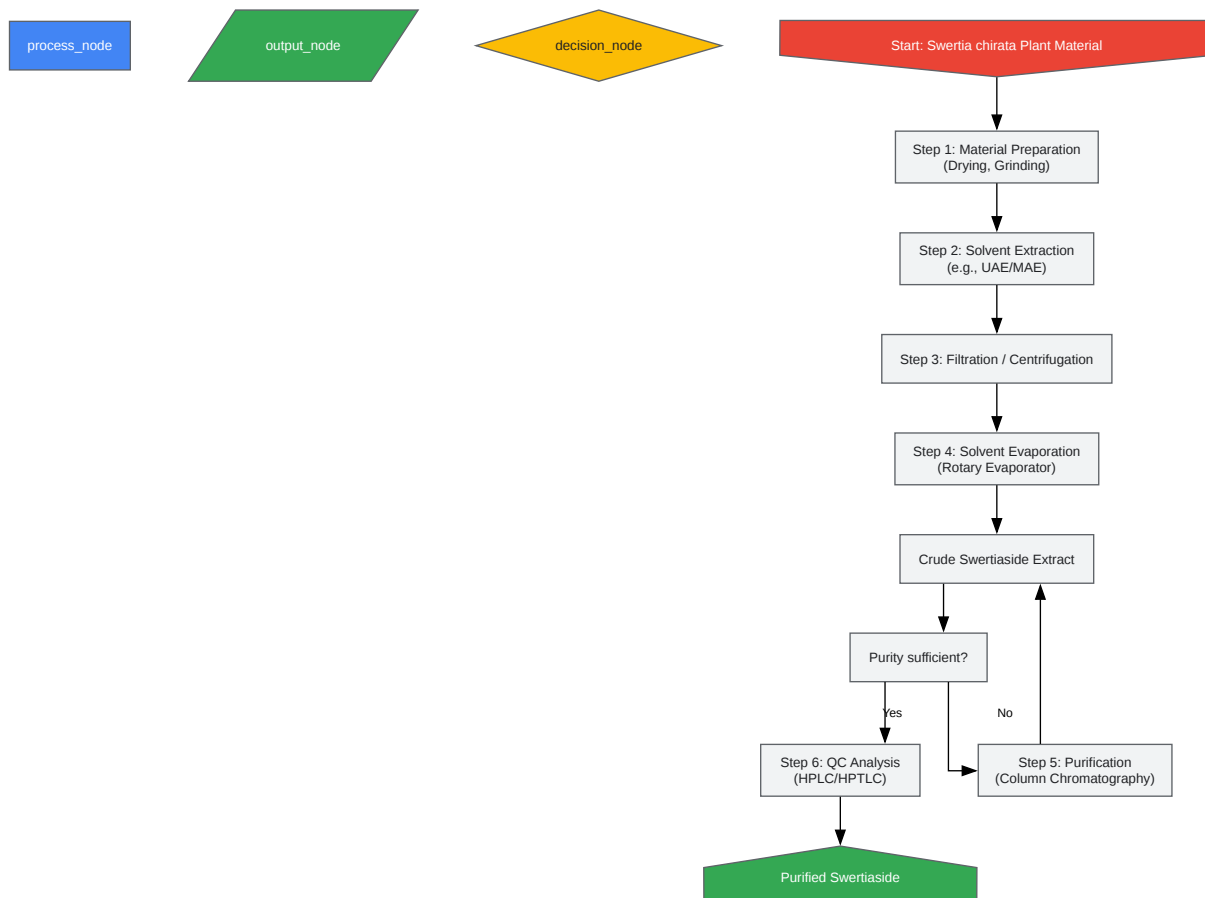 process_node
output_node
decision_node
Start: Swertia chirata Plant Material
Step 1: Material Preparation
(Drying, Grinding)
Step 2: Solvent Extraction
(e.g., UAE/MAE)
Step 3: Filtration / Centrifugation
Step 4: Solvent Evaporation
(Rotary Evaporator)
Crude Swertiaside Extract
Purity sufficient?
Yes
No
Step 6: QC Analysis
(HPLC/HPTLC)
Step 5: Purification
(Column Chromatography)
Purified Swertiaside